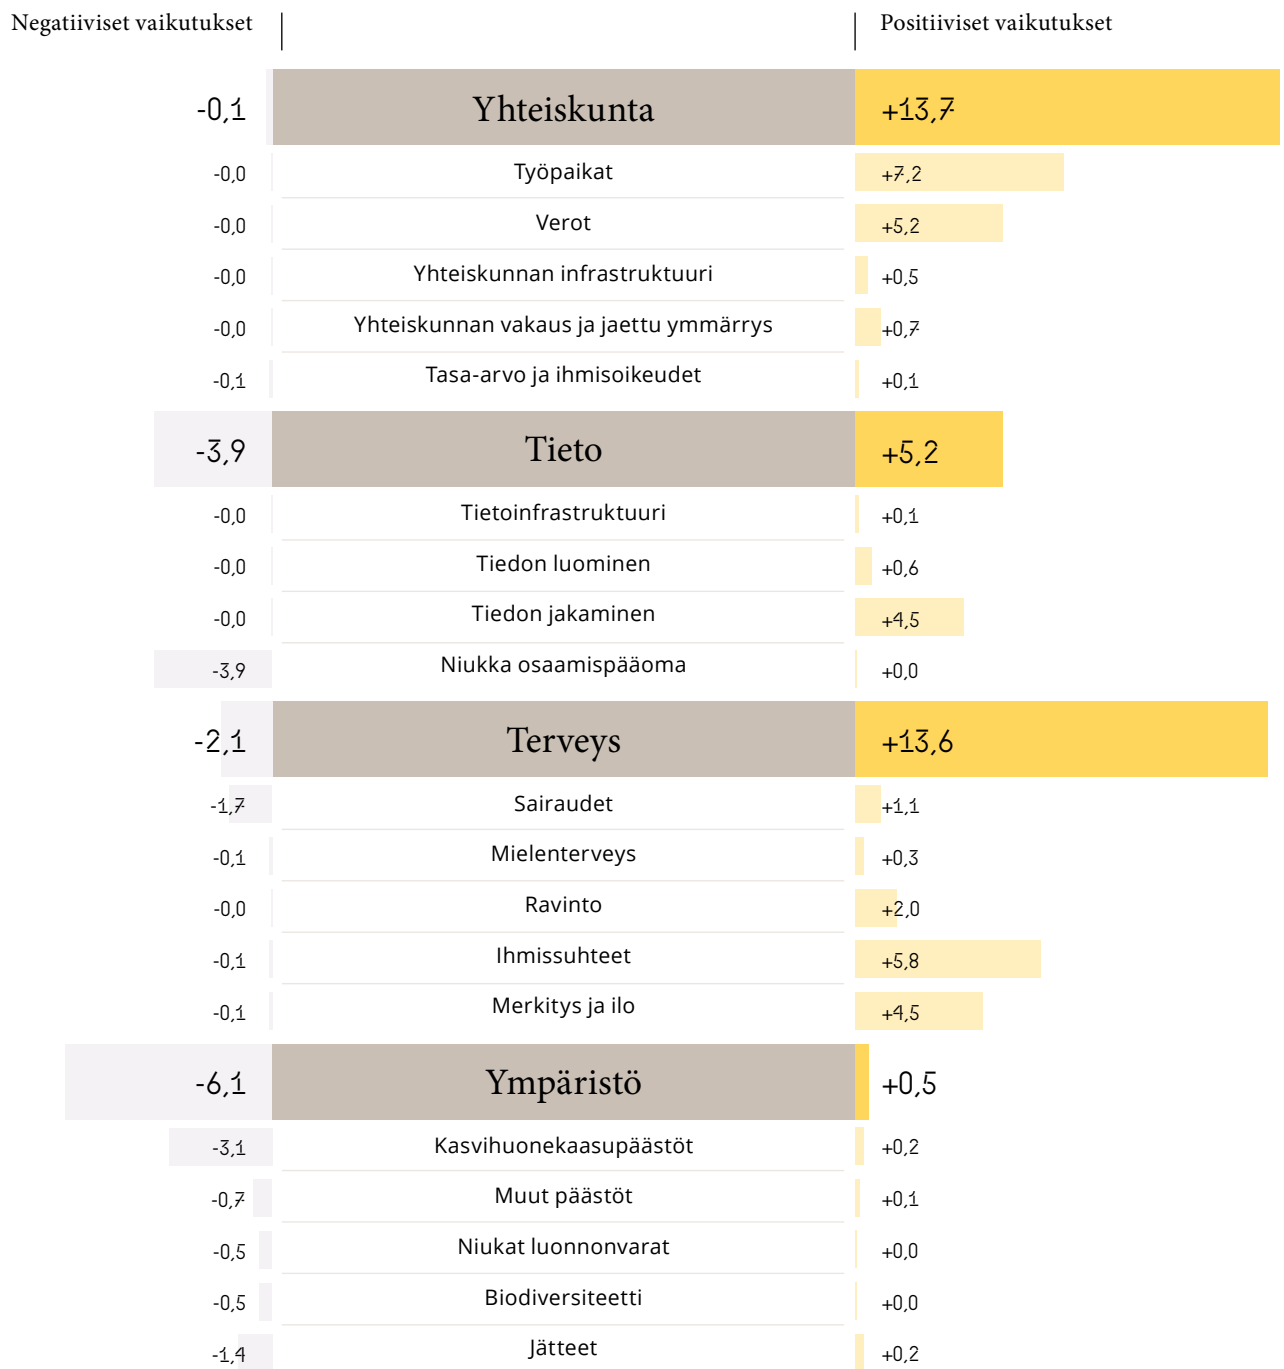 Negatiiviset vaikutukset Positiiviset vaikutukset
-0,1 Yhteiskunta +13,7
-0,0 Työpaikat +7,2
-0,0 Verot +5,2
-0,0 Yhteiskunnan infrastruktuuri +0,5
-0,0 Yhteiskunnan vakaus ja jaettu ymmärrys +0,7
-0,1 Tasa-arvo ja ihmisoikeudet +0,1
-3,9 Tieto +5,2
-0,0 Tietoinfrastruktuuri +0,1
-0,0 Tiedon luominen +0,6
-0,0 Tiedon jakaminen +4,5
-3,9 Niukka osaamispääoma +0,0
-2,1 Terveys +13,6
-1,7 Sairaudet +1,1
-0,1 Mielenterveys +0,3
-0,0 Ravinto +2,0
-0,1 Ihmissuhteet +5,8
-0,1 Merkitys ja ilo +4,5
-6,1 Ympäristö +0,5
-3,1 Kasvihuonekaasupäästöt +0,2
-0,7 Muut päästöt +0,1
-0,5 Niukat luonnonvarat +0,0
-0,5 Biodiversiteetti +0,0
-1,4 Jätteet +0,2